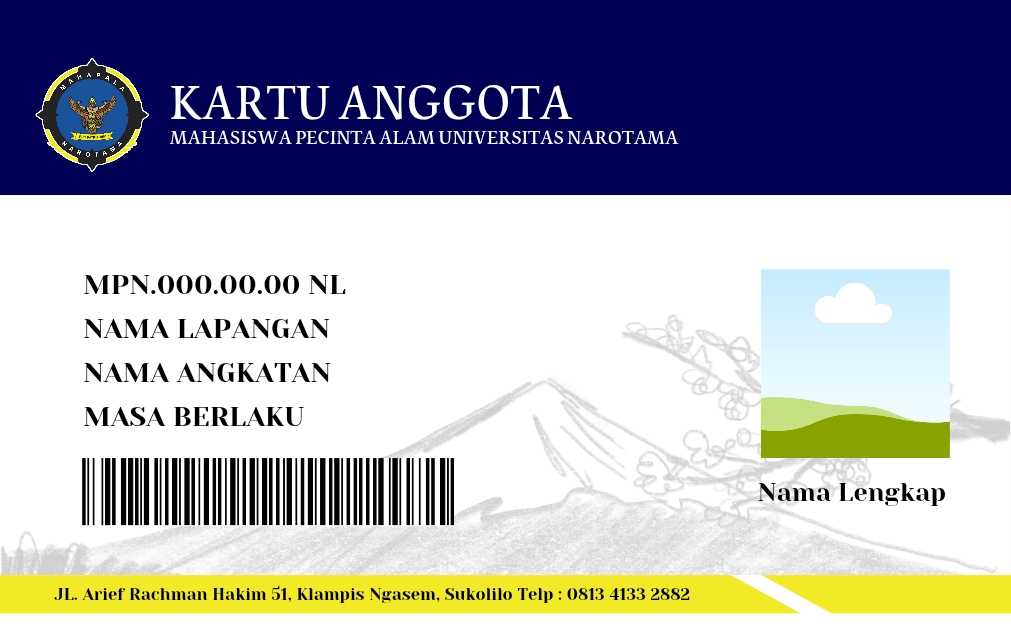 MAHAPALA
NAROTAMA
KARTU ANGGOTA
MAHASISWA PECINTA ALAM UNIVERSITAS NAROTAMA
MPN.000.00.00 NL
NAMA LAPANGAN
NAMA ANGKATAN
MASA BERLAKU
Nama Lengkap
JL. Arief Rachman Hakim 51, Klampis Ngasem, Sukolilo Telp : 0813 4133 2882